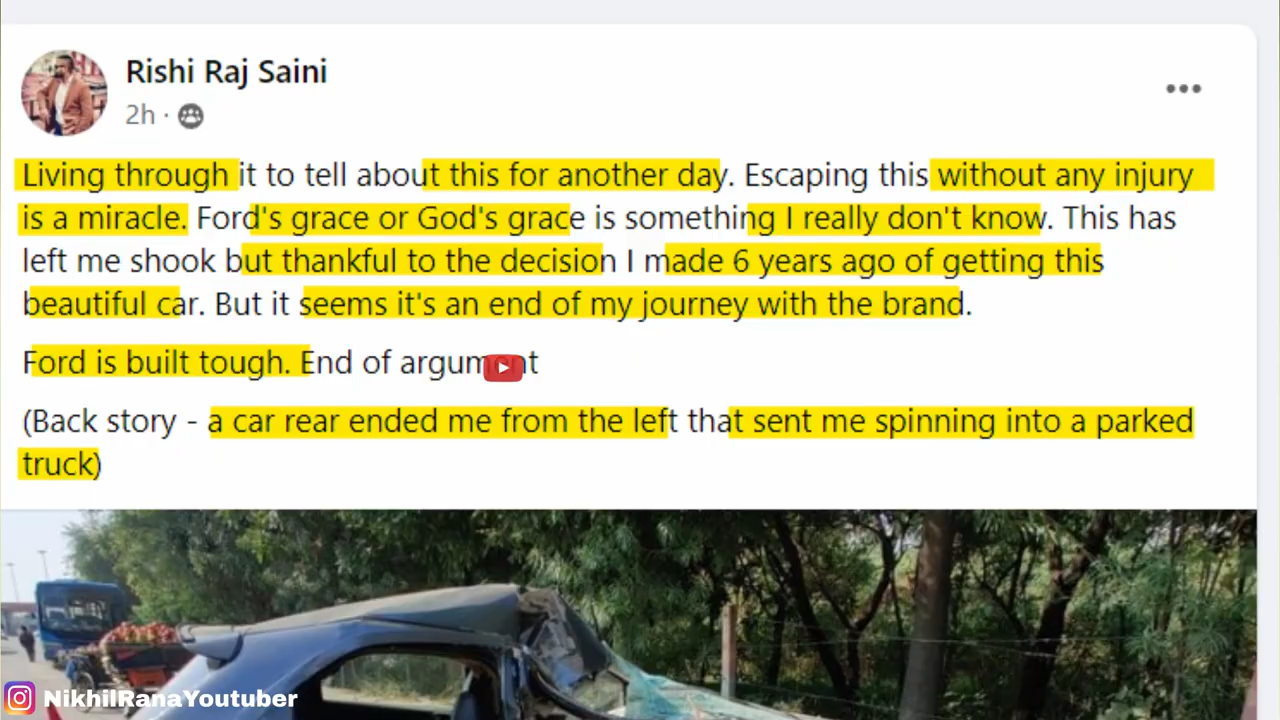 Rishi Raj Saini
2h ·
Living through it to tell about this for another day. Escaping this without any injury
is a miracle. Ford's grace or God's grace is something I really don't know. This has
left me shook but thankful to the decision I made 6 years ago of getting this
beautiful car. But it seems it's an end of my journey with the brand.
Ford is built tough. End of argument
(Back story - a car rear ended me from the left that sent me spinning into a parked
truck)
NikhilRanaYoutuber